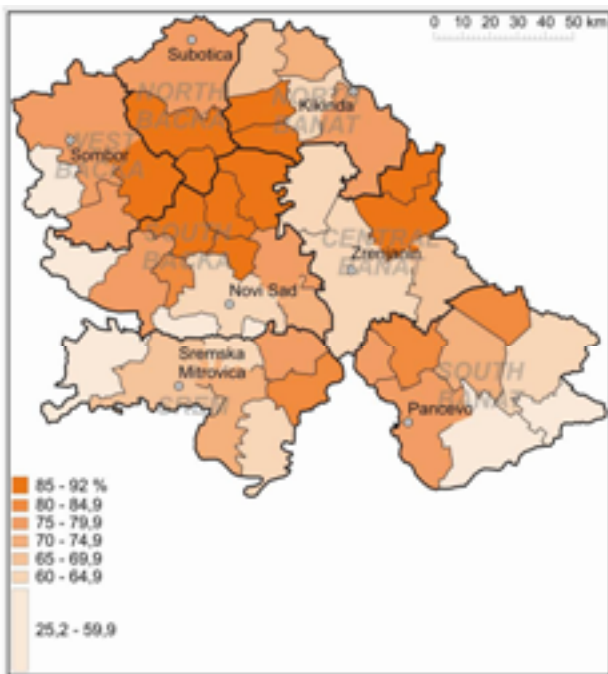 0 10 20 30 40 50 km
Subotica
NORTH
BACKA
NORTH
BANAT
Kikinda
WEST
BACKA
Sombor
SOUTH
BACKA
CENTRAL
BANAT
Zrenjanin
Novi Sad
Sremska
Mitrovica
SREM
SOUTH
BANAT
Pancevo
85 - 92 %
80 - 84,9
75 - 79,9
70 - 74,9
65 - 69,9
60 - 64,9
25,2 - 59,9